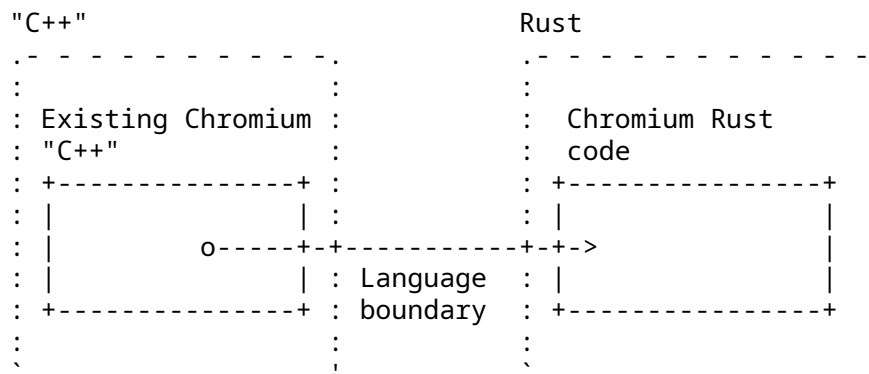 "C++" Rust
Existing Chromium Chromium Rust
"C++" code
Language
boundary